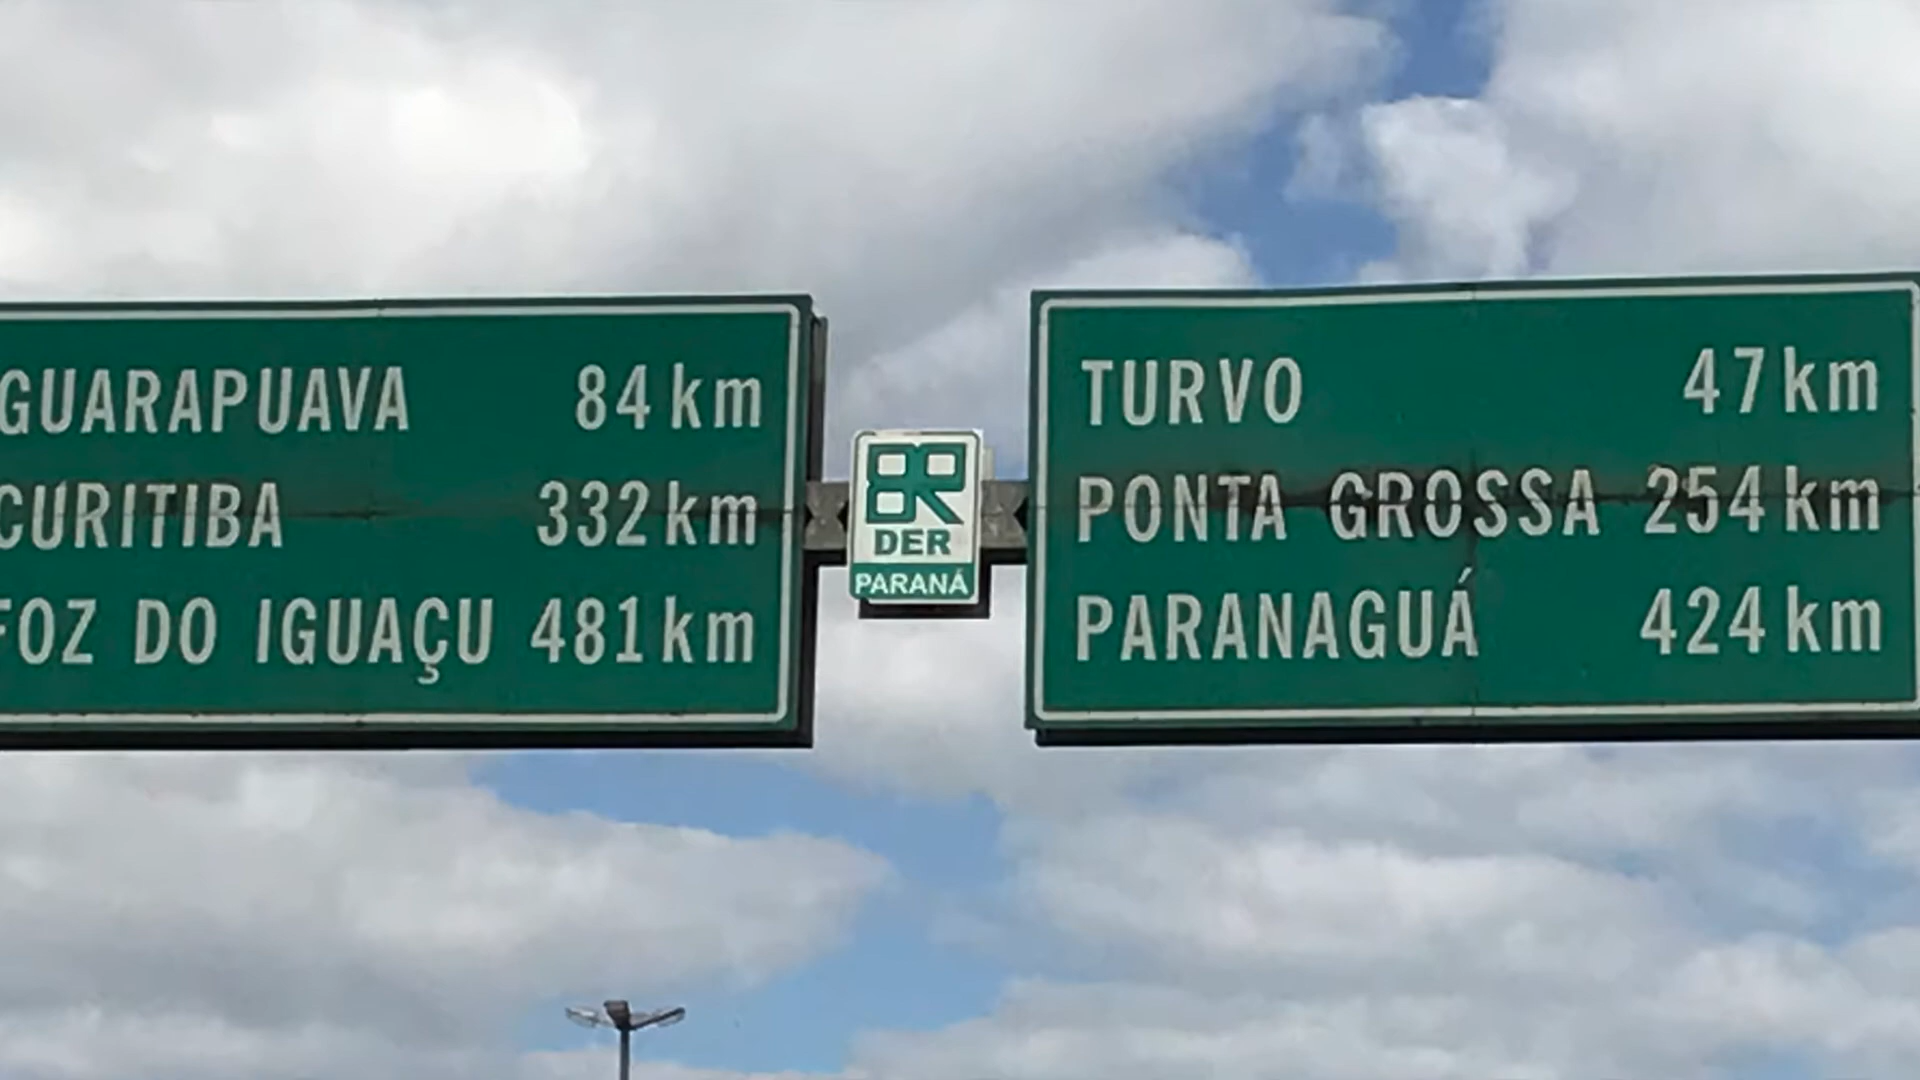 GUARAPUAVA 84 km
CURITIBA 332 km
FOZ DO IGUAÇU 481 km
BR
DER
PARANÁ
TURVO 47 km
PONTA GROSSA 254 km
PARANAGUÁ 424 km